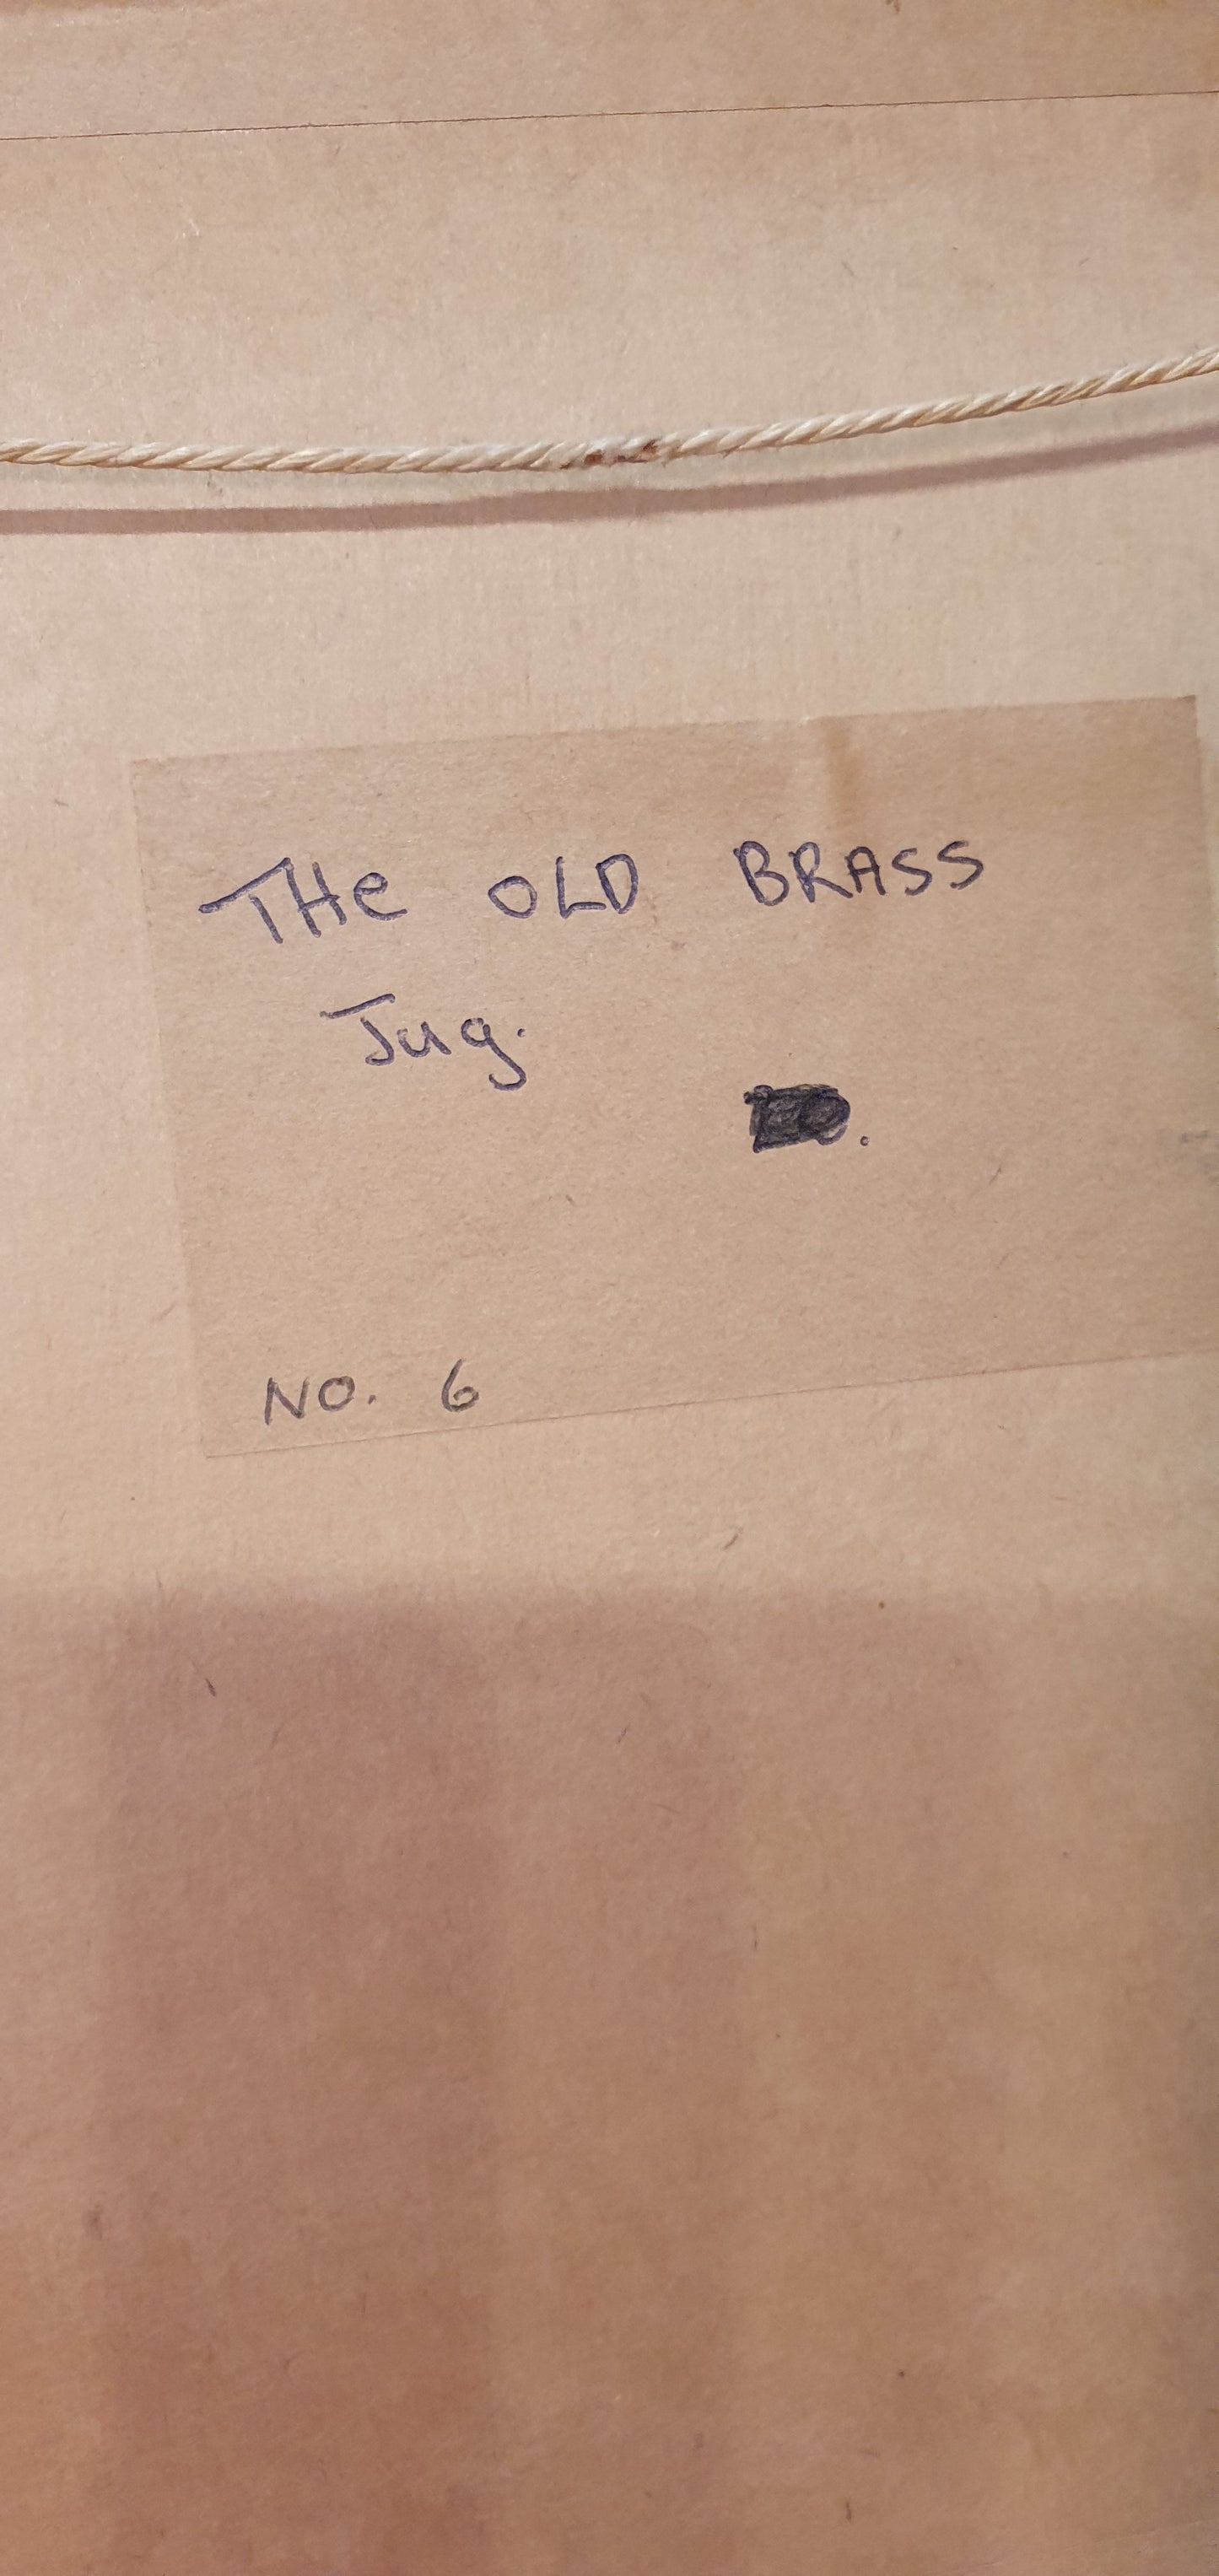 THe OLD BRASS
Jug.
NO. 6